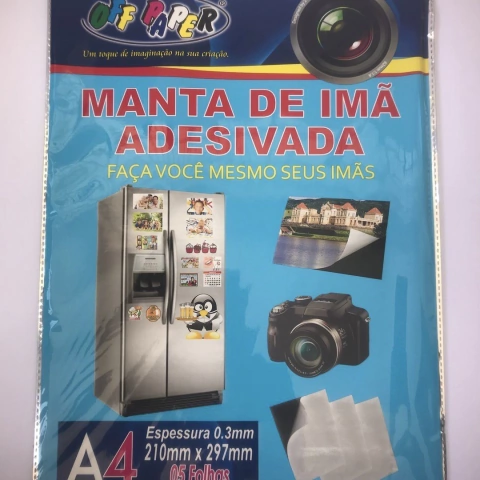 OFF PAPER
Um toque de imaginação na sua criação.
MANTA DE IMÃ
ADESIVADA
FAÇA VOCÊ MESMO SEUS IMÃS
A4
Espessura 0.3mm
210mm x 297mm
05 Folhas